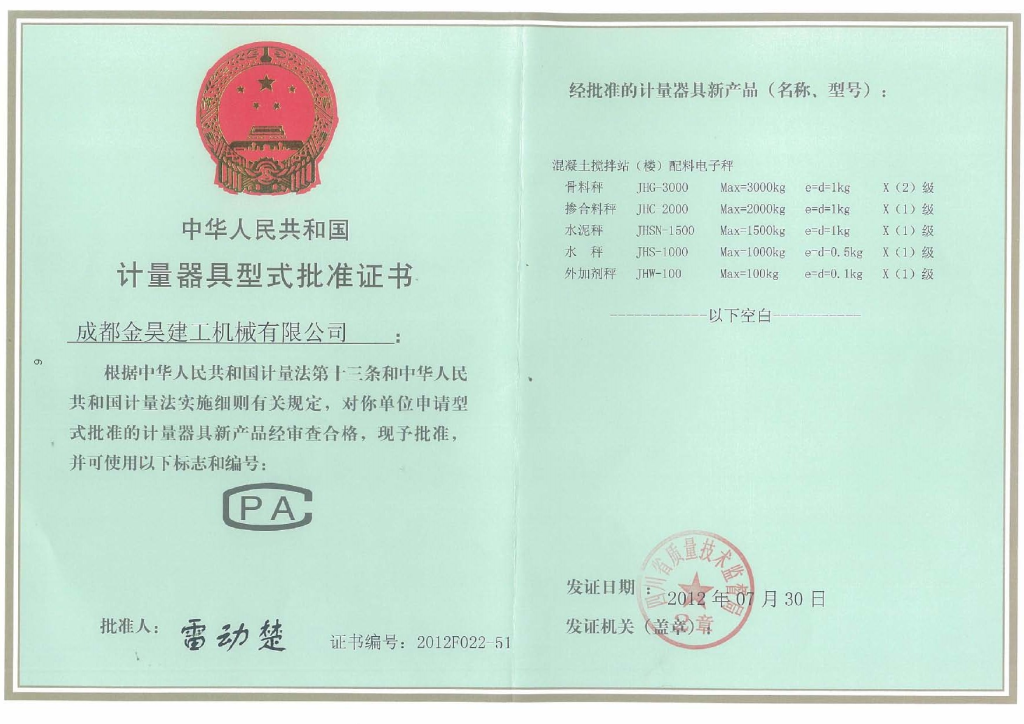 中华人民共和国
计量器具型式批准证书
成都金昊建工机械有限公司：
根据中华人民共和国计量法第十三条和中华人民
共和国计量法实施细则有关规定，对你单位申请型
式批准的计量器具新产品经审查合格，现予批准，
并可使用以下标志和编号：
CPA
批准人：
证书编号：2012F022-51
经批准的计量器具新产品（名称、型号）：
混凝土搅拌站（楼）配料电子秤
骨料秤 JHG-3000 Max=3000kg e=d=1kg X（2）级
掺合料秤 JHC-2000 Max=2000kg e=d=1kg X（1）级
水泥秤 JHSN-1500 Max=1500kg e=d=1kg X（1）级
水 秤 JHS-1000 Max=1000kg e=d=0.5kg X（1）级
外加剂秤 JHW-100 Max=100kg e=d=0.1kg X（1）级
以下空白
四川省质量技术监督局
发证日期：2012年07月30日
发证机关（盖章）：